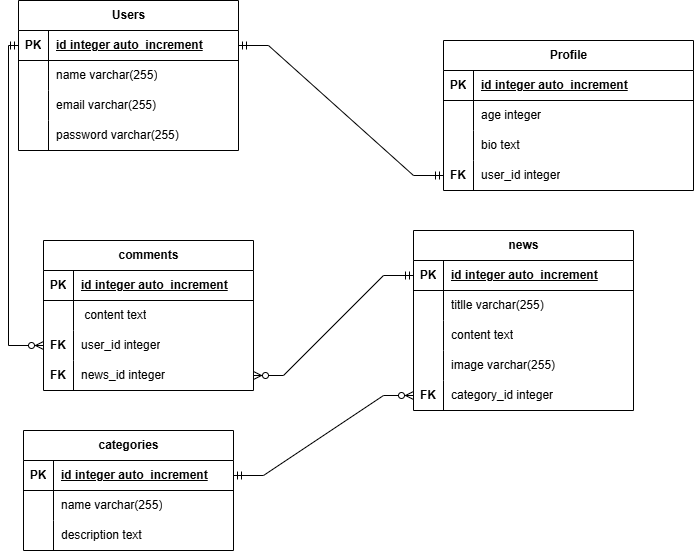 Users
PK id integer auto_increment
name varchar(255)
email varchar(255)
password varchar(255)
Profile
PK id integer auto_increment
age integer
bio text
FK user_id integer
comments
PK id integer auto_increment
content text
FK user_id integer
FK news_id integer
news
PK id integer auto_increment
titlle varchar(255)
content text
image varchar(255)
FK category_id integer
categories
PK id integer auto_increment
name varchar(255)
description text